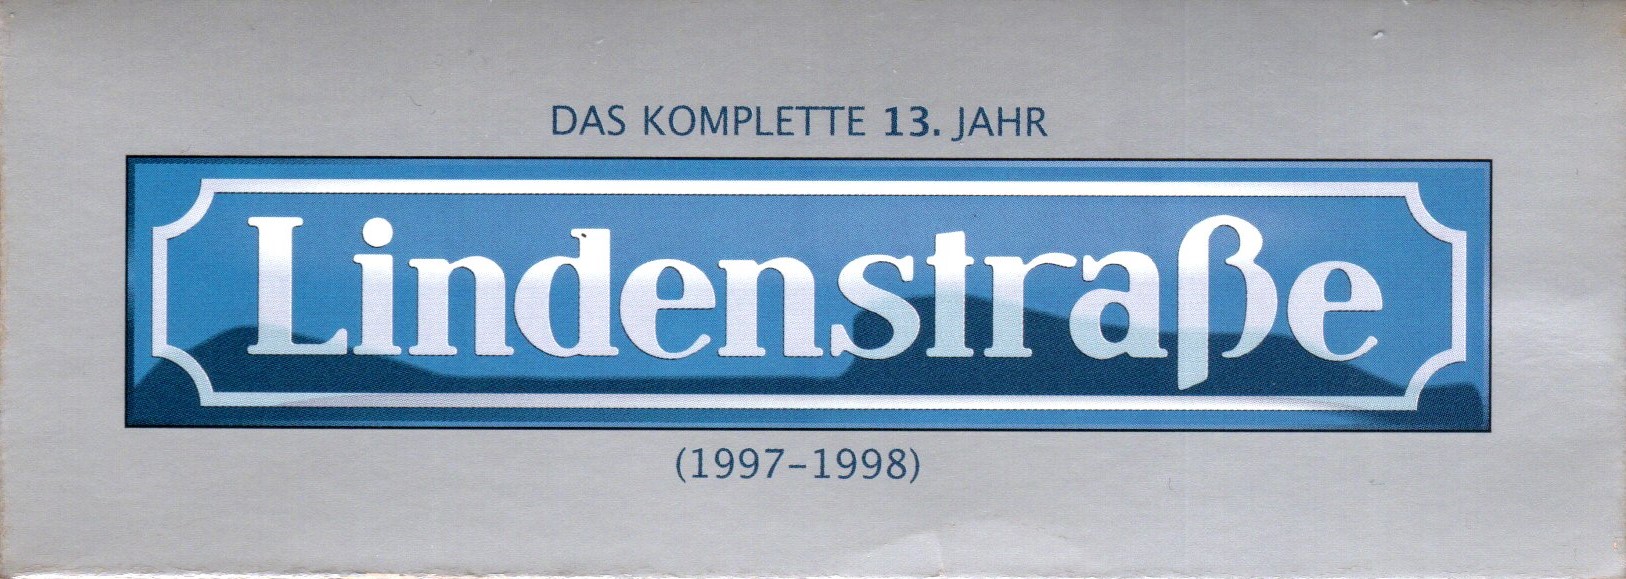 DAS KOMPLETTE 13. JAHR
Lindenstraße
(1997–1998)